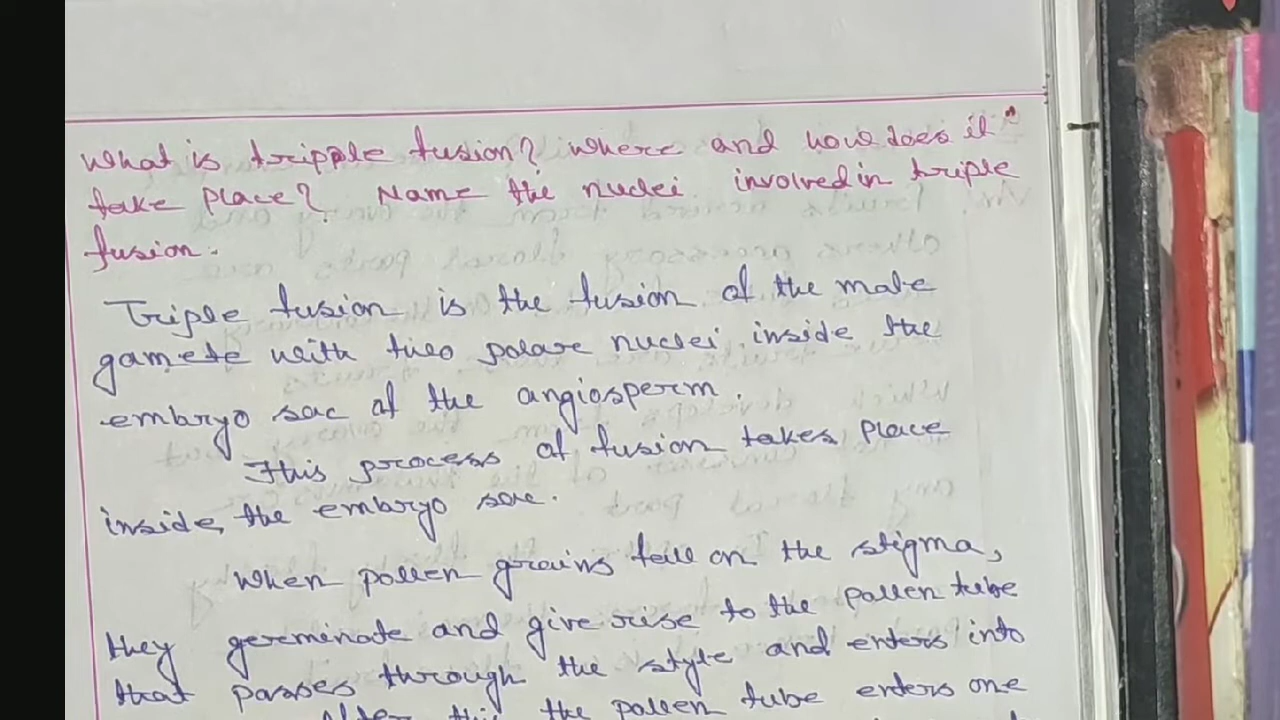 What is tripple fusion? where and how does it
take place? Name the nuclei involved in triple
fusion.
Triple fusion is the fusion of the male
gamete with two polar nuclei inside the
embryo sac of the angiosperm.
This process of fusion takes place
inside, the embryo sac.
When pollen grains fall on the stigma,
they germinate and give rise to the pollen tube
that passes through the style and enters into
After this the pollen tube enters one